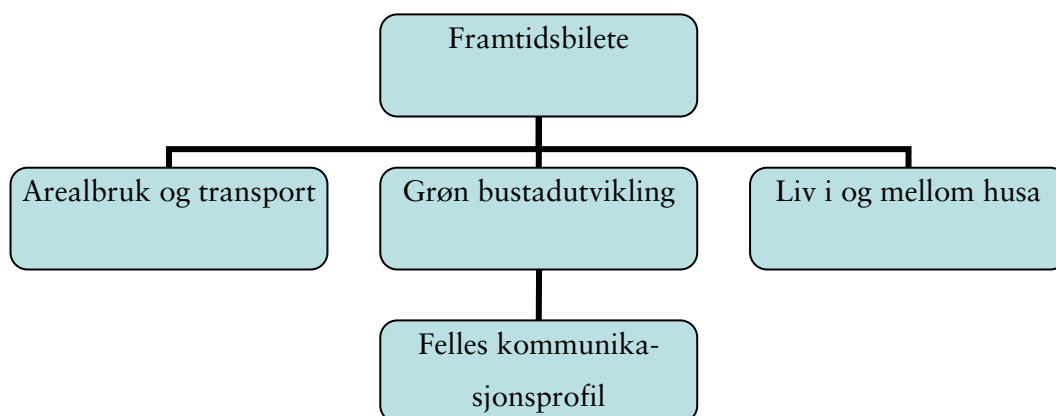 Framtidsbilete
Arealbruk og transport
Grøn bustadutvikling
Liv i og mellom husa
Felles kommunika-
sjonsprofil